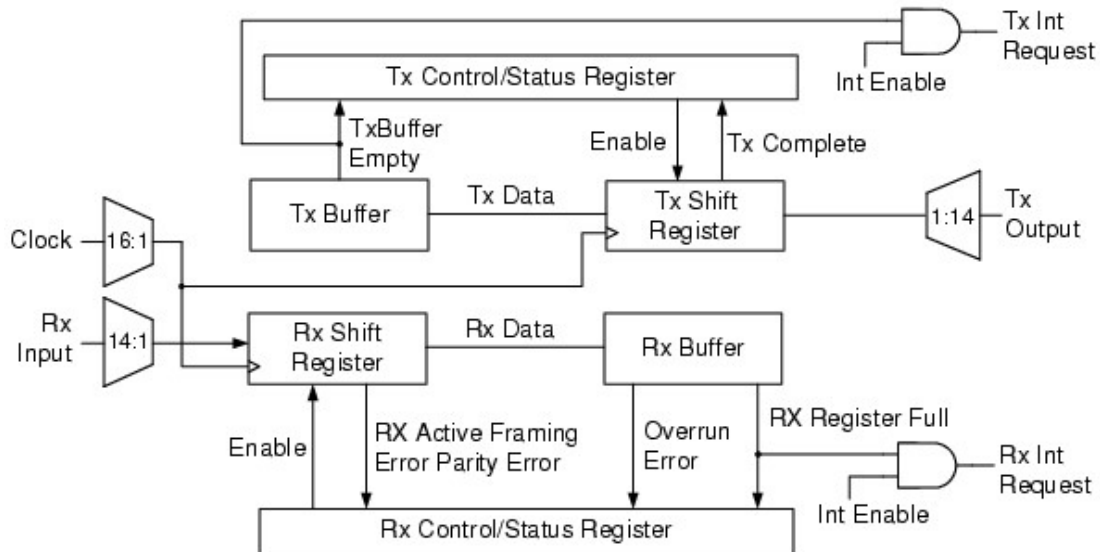 Tx Int
Request
Int Enable
Tx Control/Status Register
TxBuffer
Empty
Enable
Tx Complete
Tx Buffer
Tx Data
Tx Shift
Register
1:14
Tx
Output
Clock
16:1
Rx
Input
14:1
Rx Shift
Register
Rx Data
Rx Buffer
Enable
RX Active Framing
Error Parity Error
Overrun
Error
RX Register Full
Rx Int
Request
Int Enable
Rx Control/Status Register